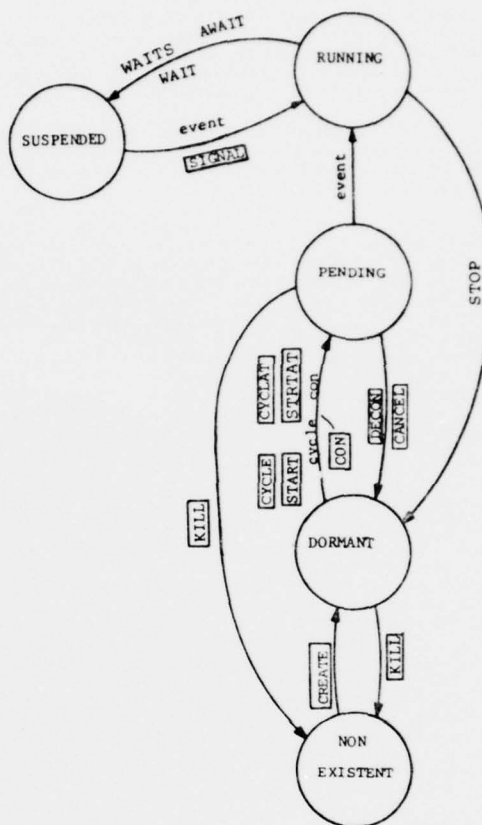 RUNNING
WAITS AWAIT
WAIT
SUSPENDED
event
SIGNAL
event
PENDING
STOP
CYCLAT
STRTAT
cycle con
CYCLE
START
CON
DECON
CANCEL
KILL
DORMANT
CREATE
KILL
NON
EXISTENT